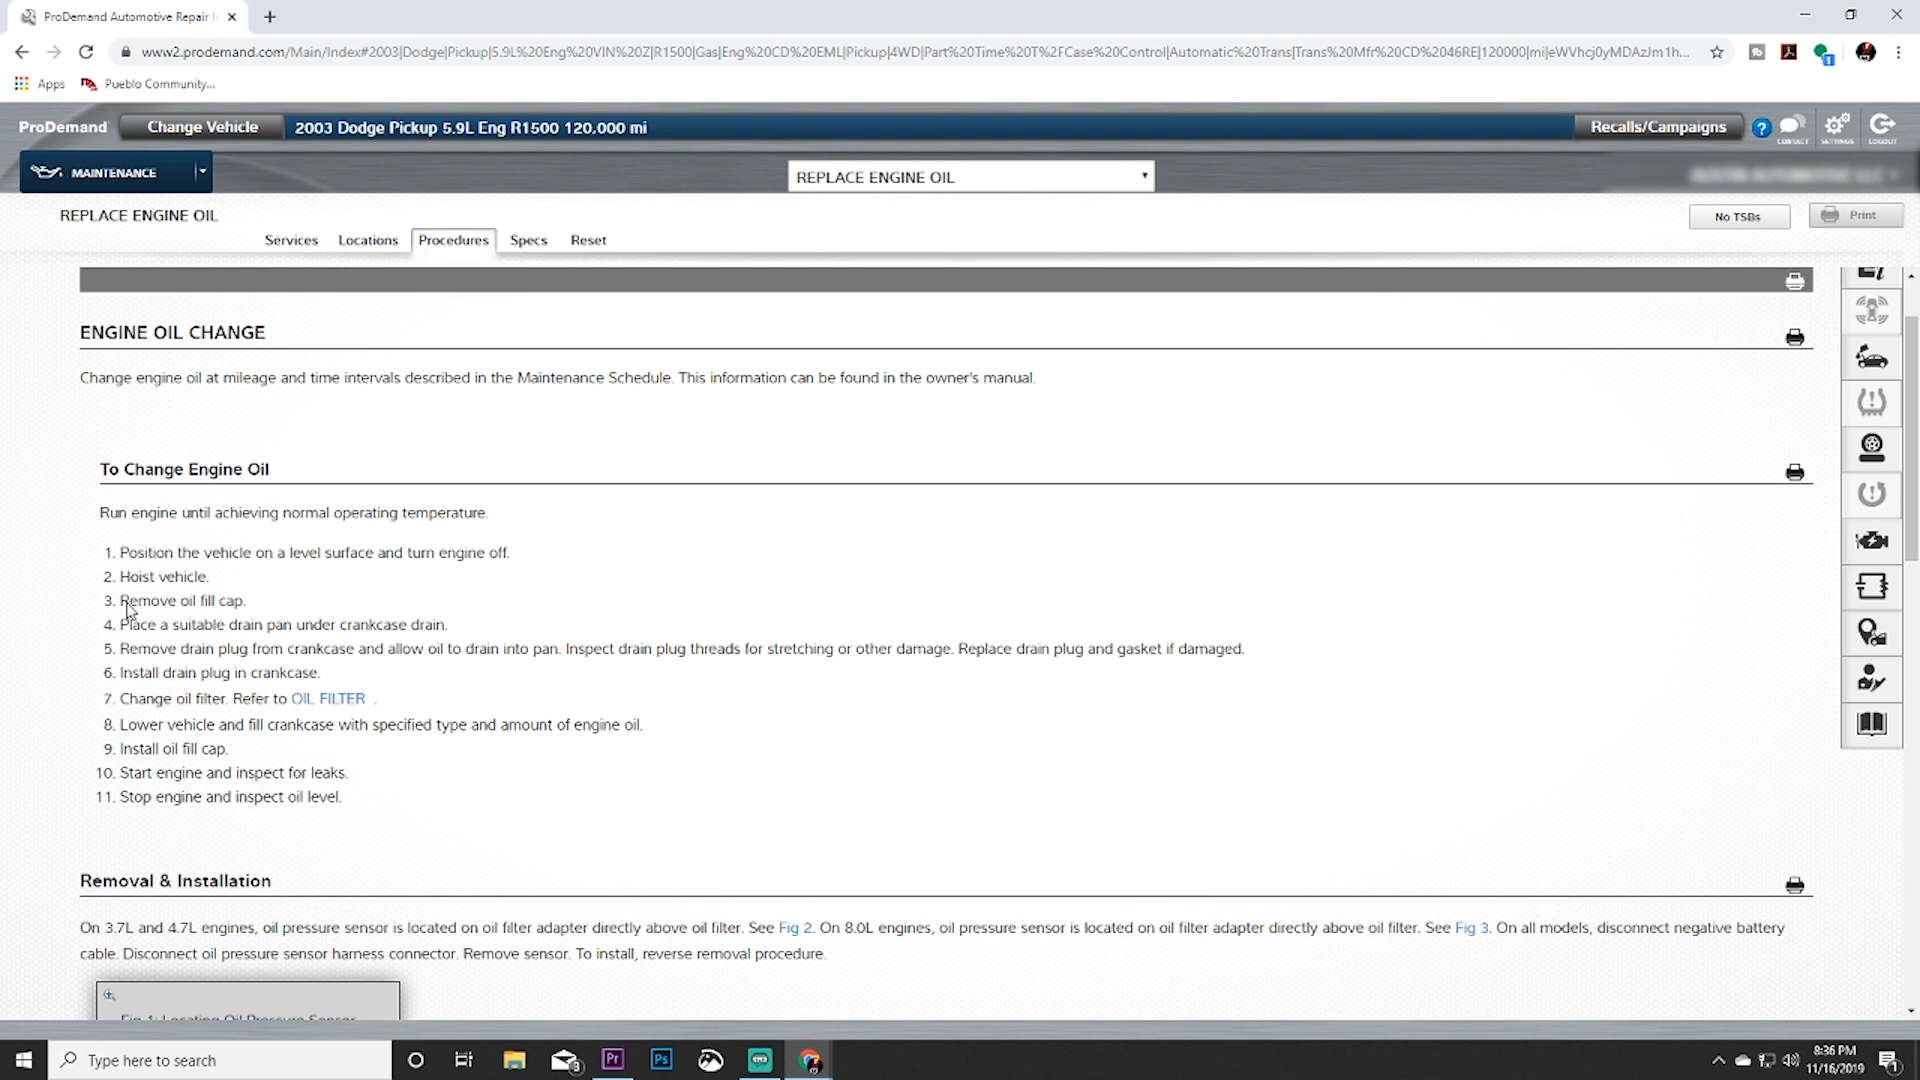 ProDemand Automotive Repair I
www2.prodemand.com/Main/Index#2003|Dodge|Pickup|5.9L%20Eng%20VIN%20Z|R1500|Gas|Eng%20CD%20EML|Pickup|4WD|Part%20Time%20T%2FCase%20Control|Automatic%20Trans|Trans%20Mfr%20CD%2046RE|120000|mi|eWVhcj0yMDAzJm1h...
Apps Pueblo Community...
ProDemand Change Vehicle 2003 Dodge Pickup 5.9L Eng R1500 120,000 mi Recalls/Campaigns ? CONTACT SETTINGS LOGOUT
MAINTENANCE REPLACE ENGINE OIL
REPLACE ENGINE OIL No TSBs Print
Services Locations Procedures Specs Reset
ENGINE OIL CHANGE
Change engine oil at mileage and time intervals described in the Maintenance Schedule. This information can be found in the owner's manual.
To Change Engine Oil
Run engine until achieving normal operating temperature.
1. Position the vehicle on a level surface and turn engine off.
2. Hoist vehicle.
3. Remove oil fill cap.
4. Place a suitable drain pan under crankcase drain.
5. Remove drain plug from crankcase and allow oil to drain into pan. Inspect drain plug threads for stretching or other damage. Replace drain plug and gasket if damaged.
6. Install drain plug in crankcase.
7. Change oil filter. Refer to OIL FILTER .
8. Lower vehicle and fill crankcase with specified type and amount of engine oil.
9. Install oil fill cap.
10. Start engine and inspect for leaks.
11. Stop engine and inspect oil level.
Removal & Installation
On 3.7L and 4.7L engines, oil pressure sensor is located on oil filter adapter directly above oil filter. See Fig 2. On 8.0L engines, oil pressure sensor is located on oil filter adapter directly above oil filter. See Fig 3. On all models, disconnect negative battery
cable. Disconnect oil pressure sensor harness connector. Remove sensor. To install, reverse removal procedure.
Fig 1: Locating Oil Pressure Sensor
Type here to search 3 Pr Ps 8:36 PM
11/16/2019 1